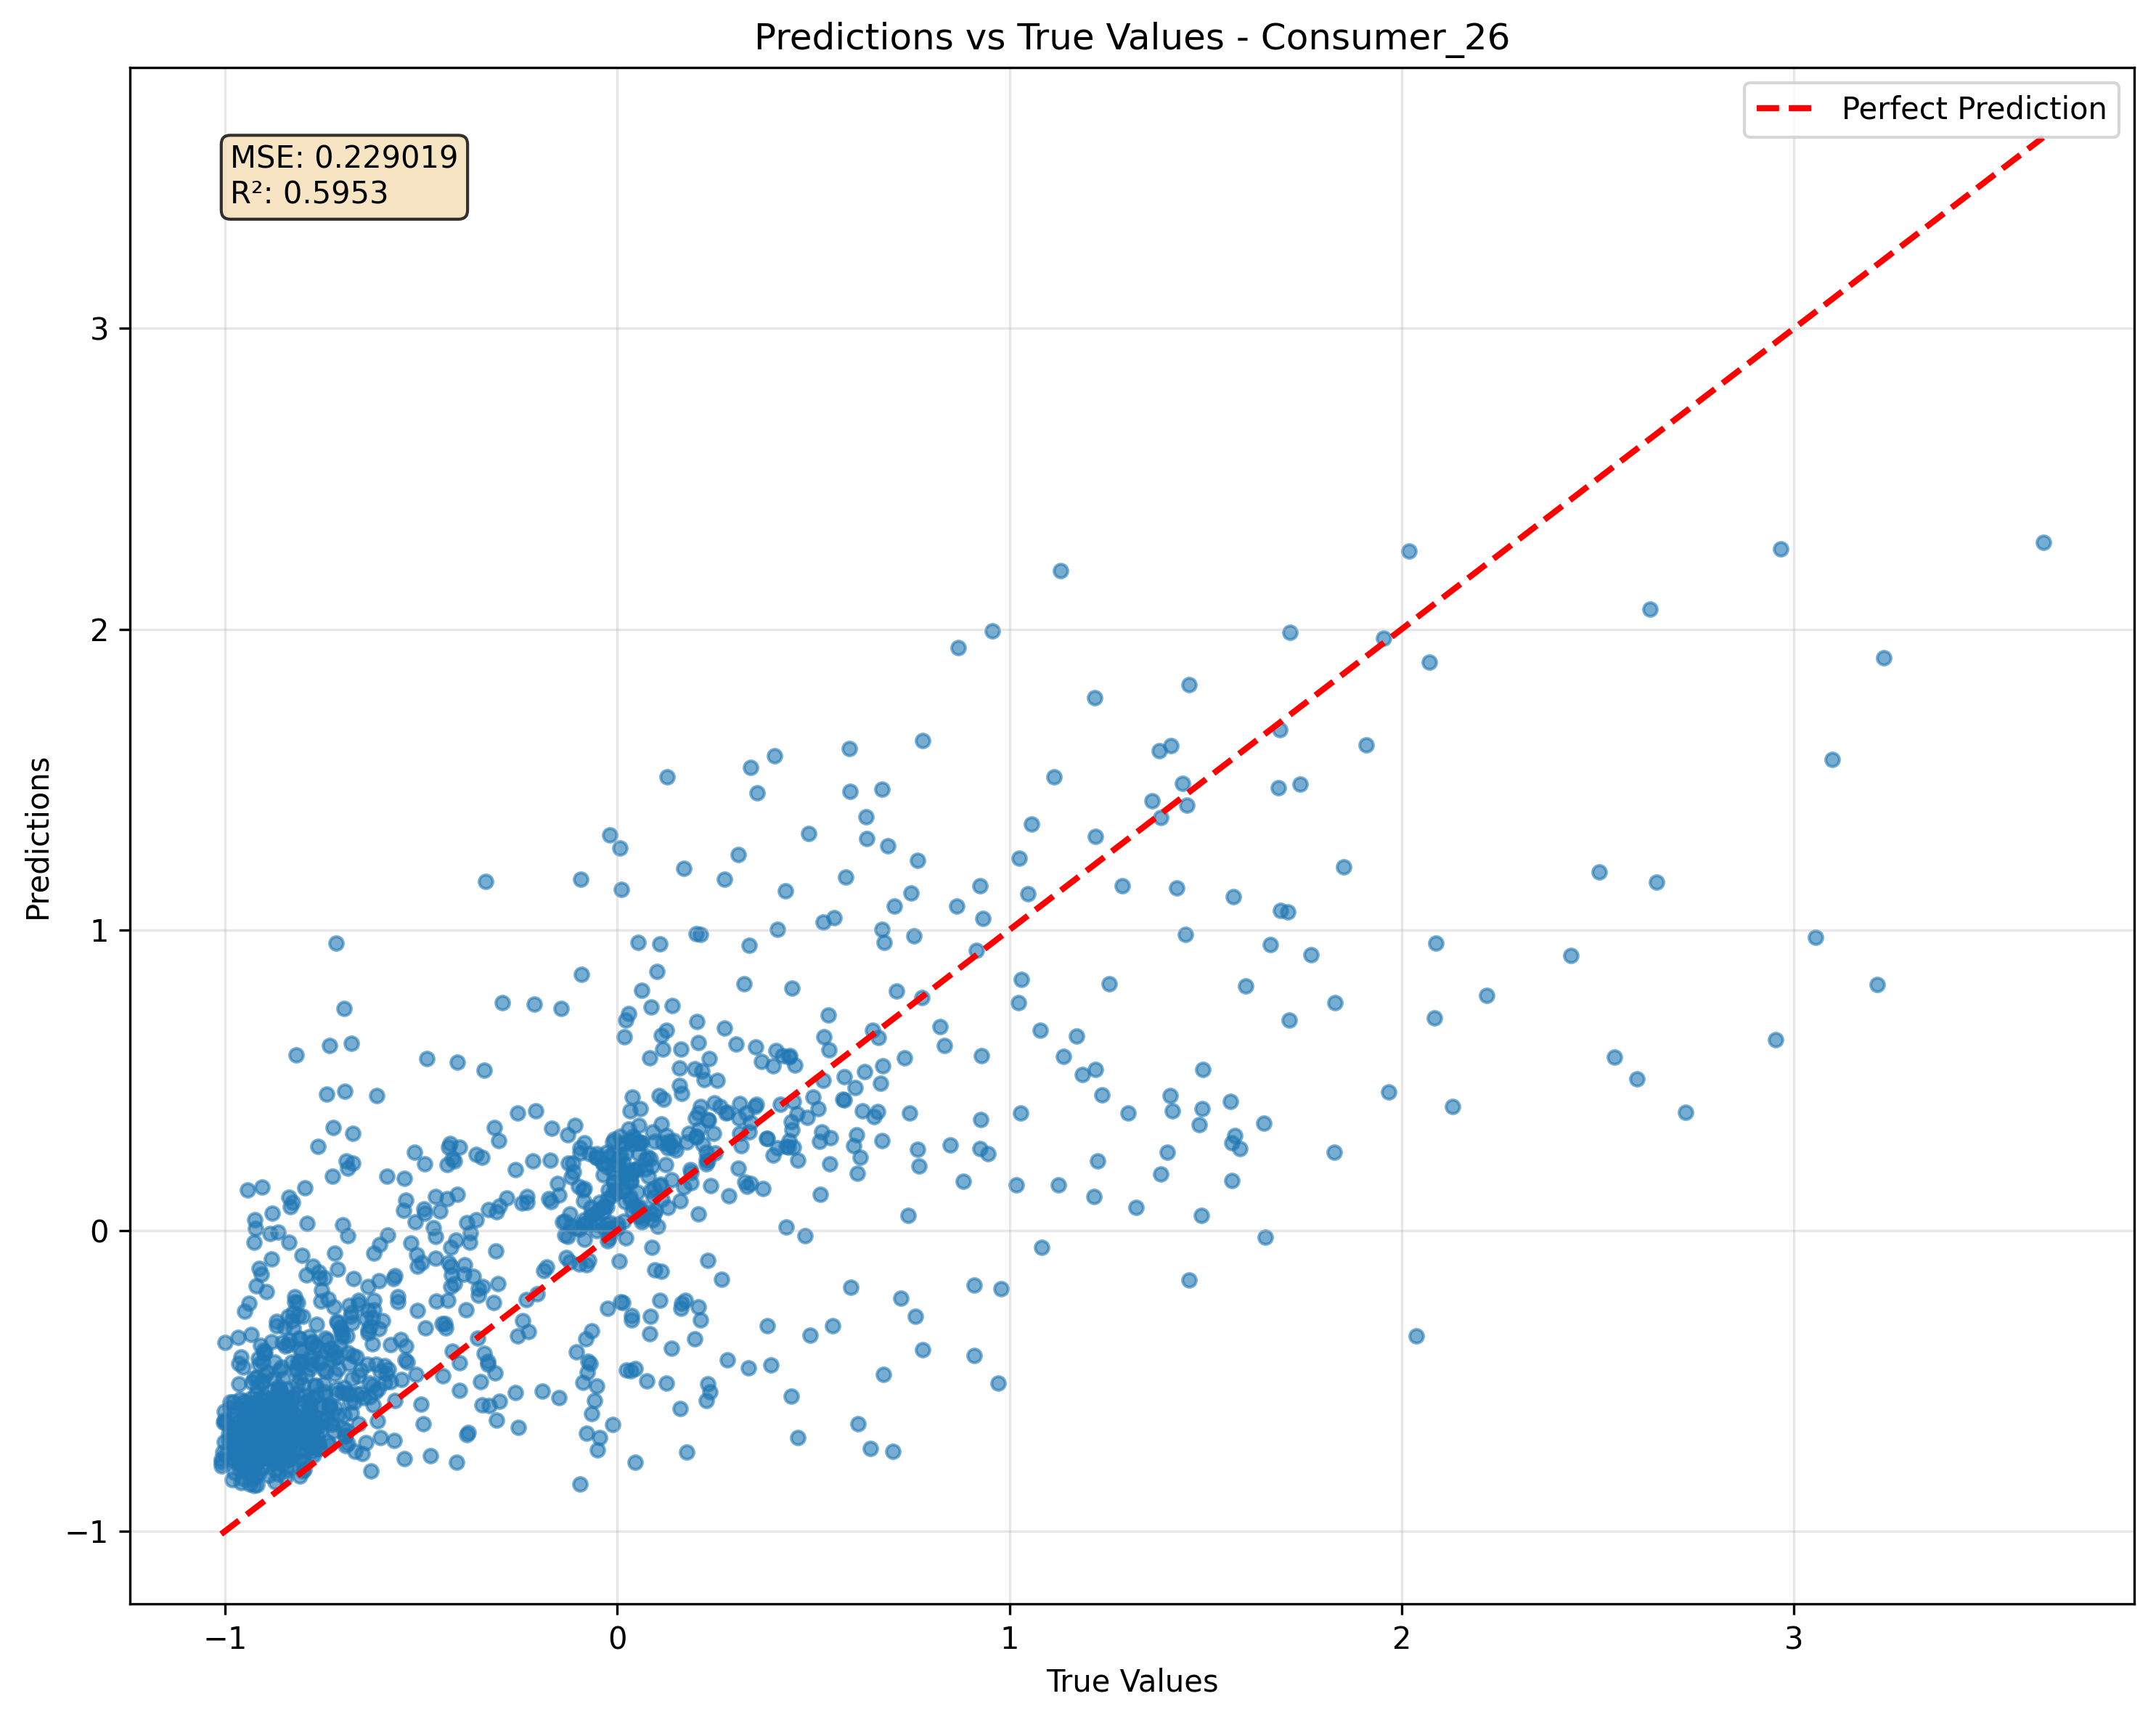 Predictions vs True Values - Consumer_26
Perfect Prediction
MSE: 0.229019
R²: 0.5953
3
2
1
0
−1
Predictions
−1 0 1 2 3
True Values